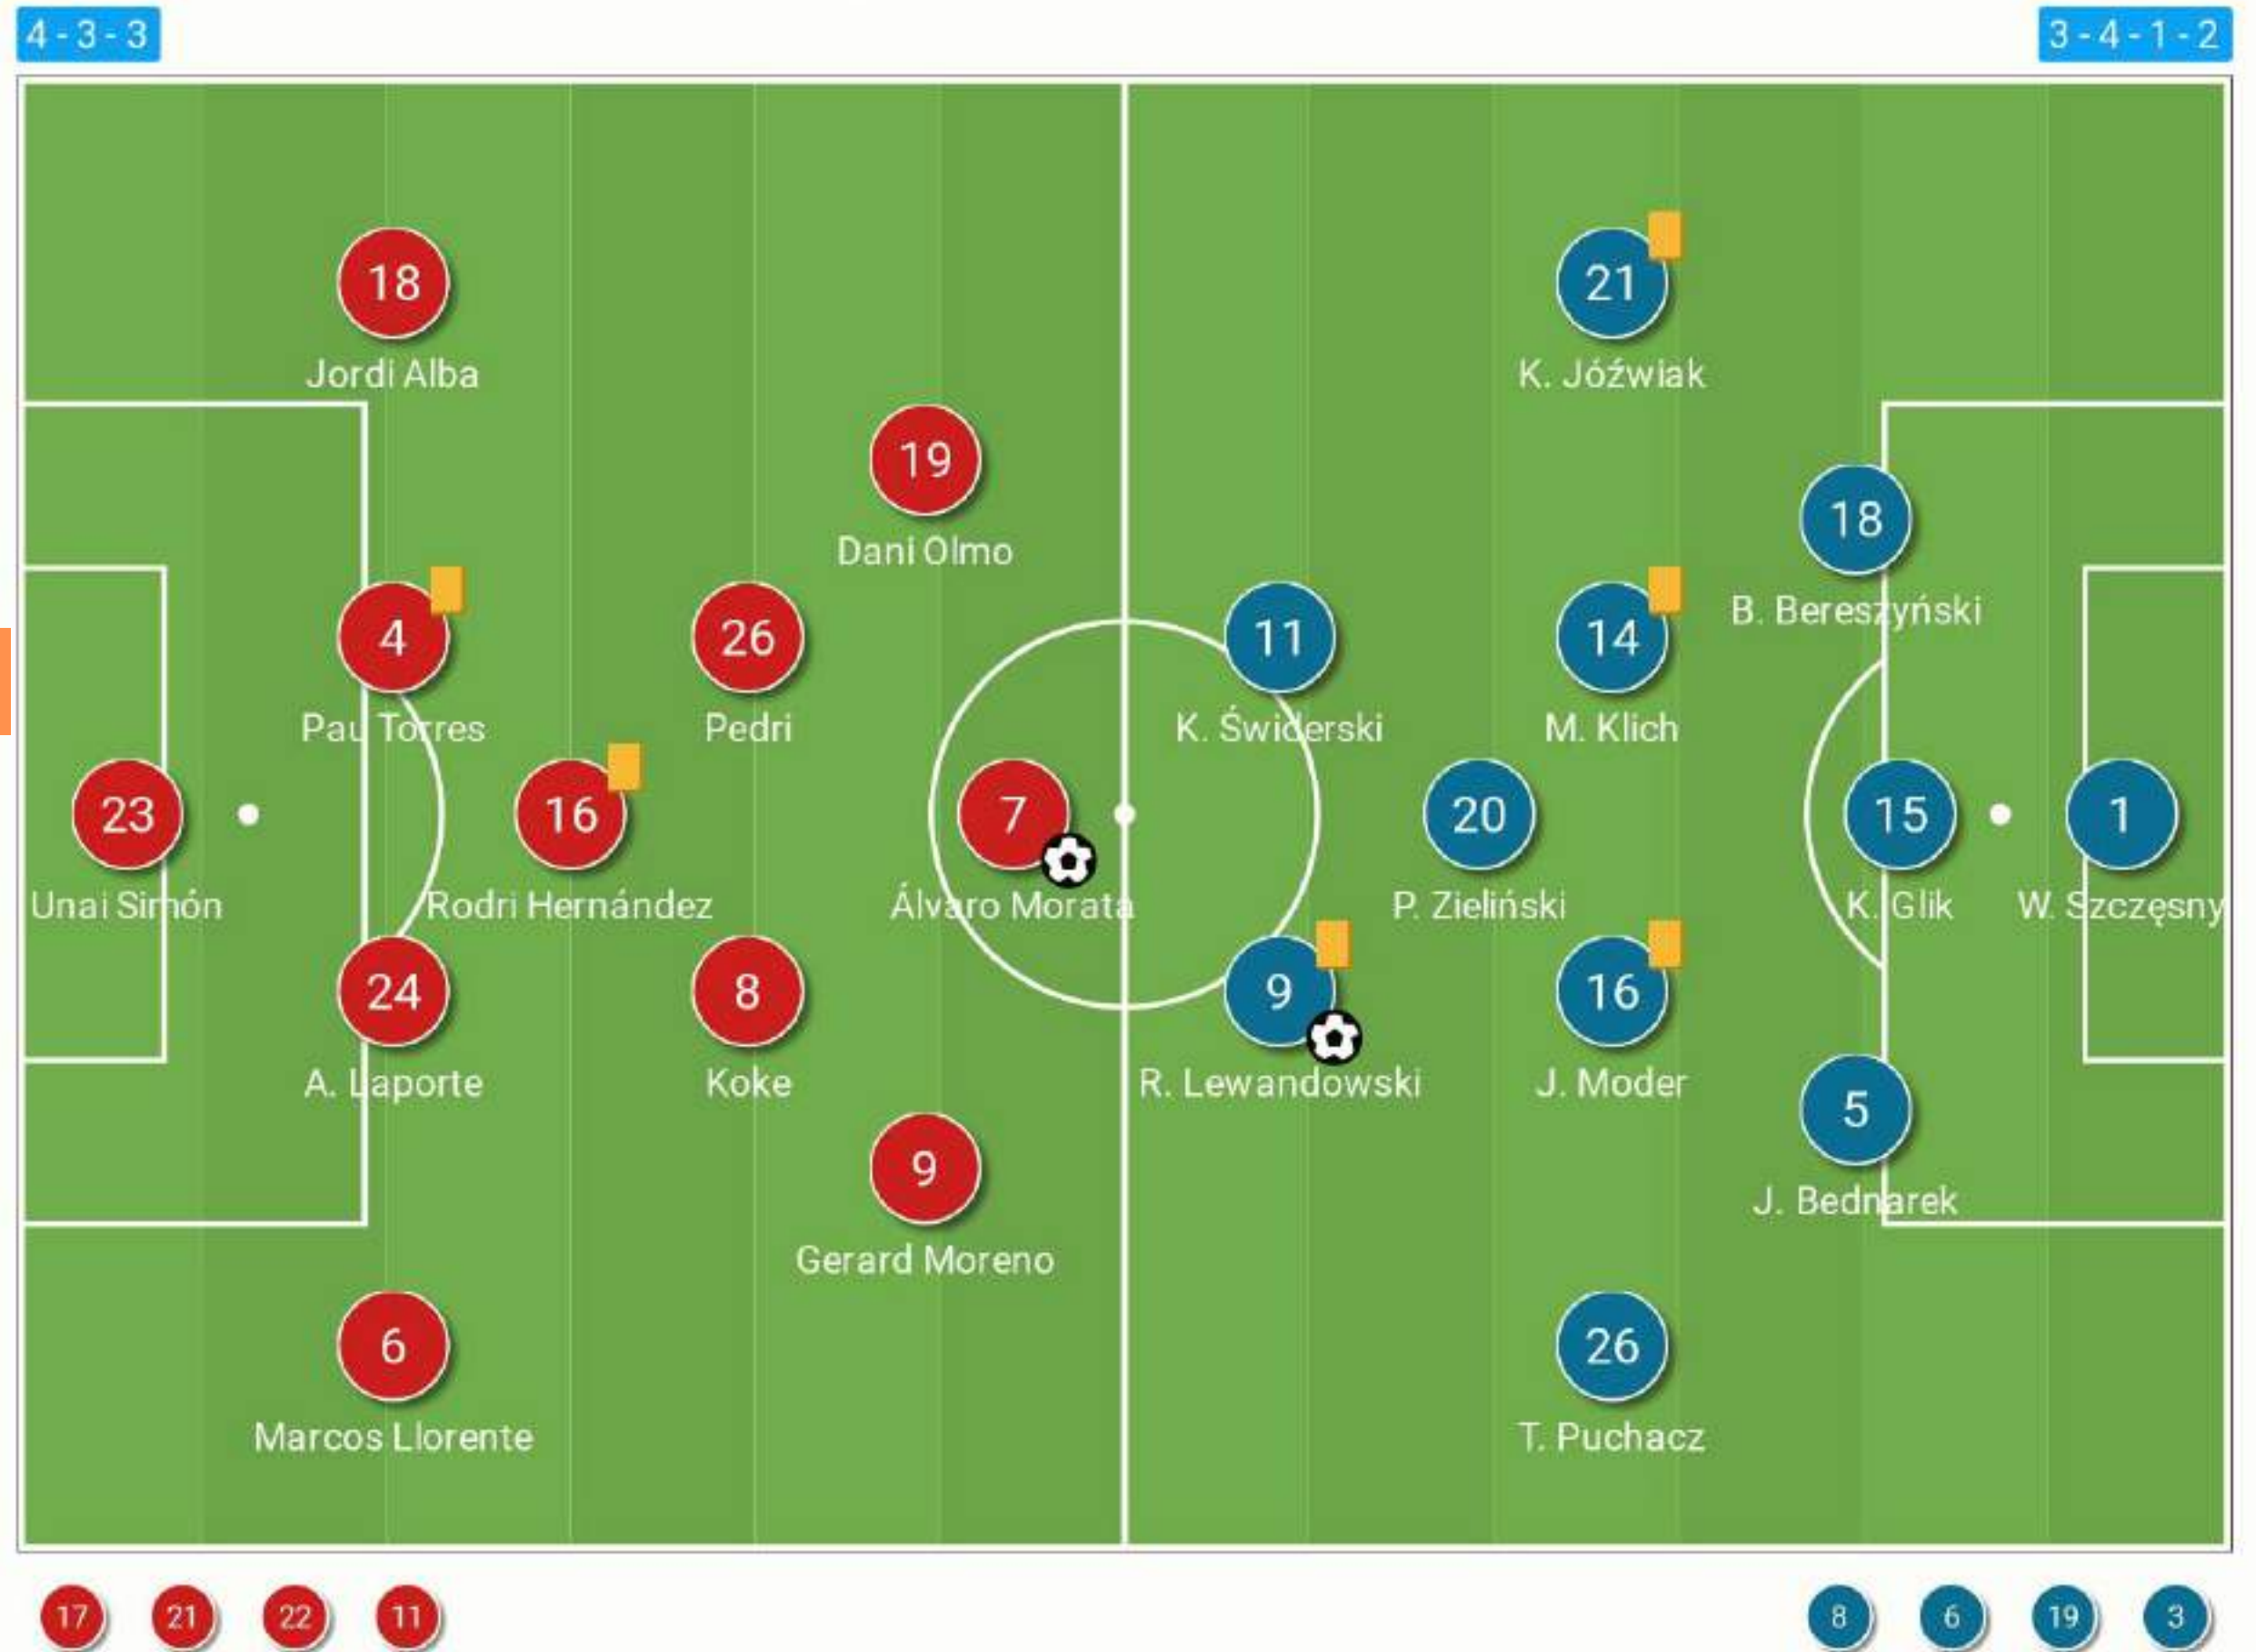 4 - 3 - 3
3 - 4 - 1 - 2
18
Jordi Alba
21
K. Jóźwiak
19
Dani Olmo
18
B. Bereszyński
4
Pau Torres
26
Pedri
11
K. Świderski
14
M. Klich
23
Unai Simón
16
Rodri Hernández
7
Álvaro Morata
20
P. Zieliński
15
K. Glik
1
W. Szczęsny
24
A. Laporte
8
Koke
9
R. Lewandowski
16
J. Moder
5
J. Bednarek
9
Gerard Moreno
6
Marcos Llorente
26
T. Puchacz
17
21
22
11
8
6
19
3